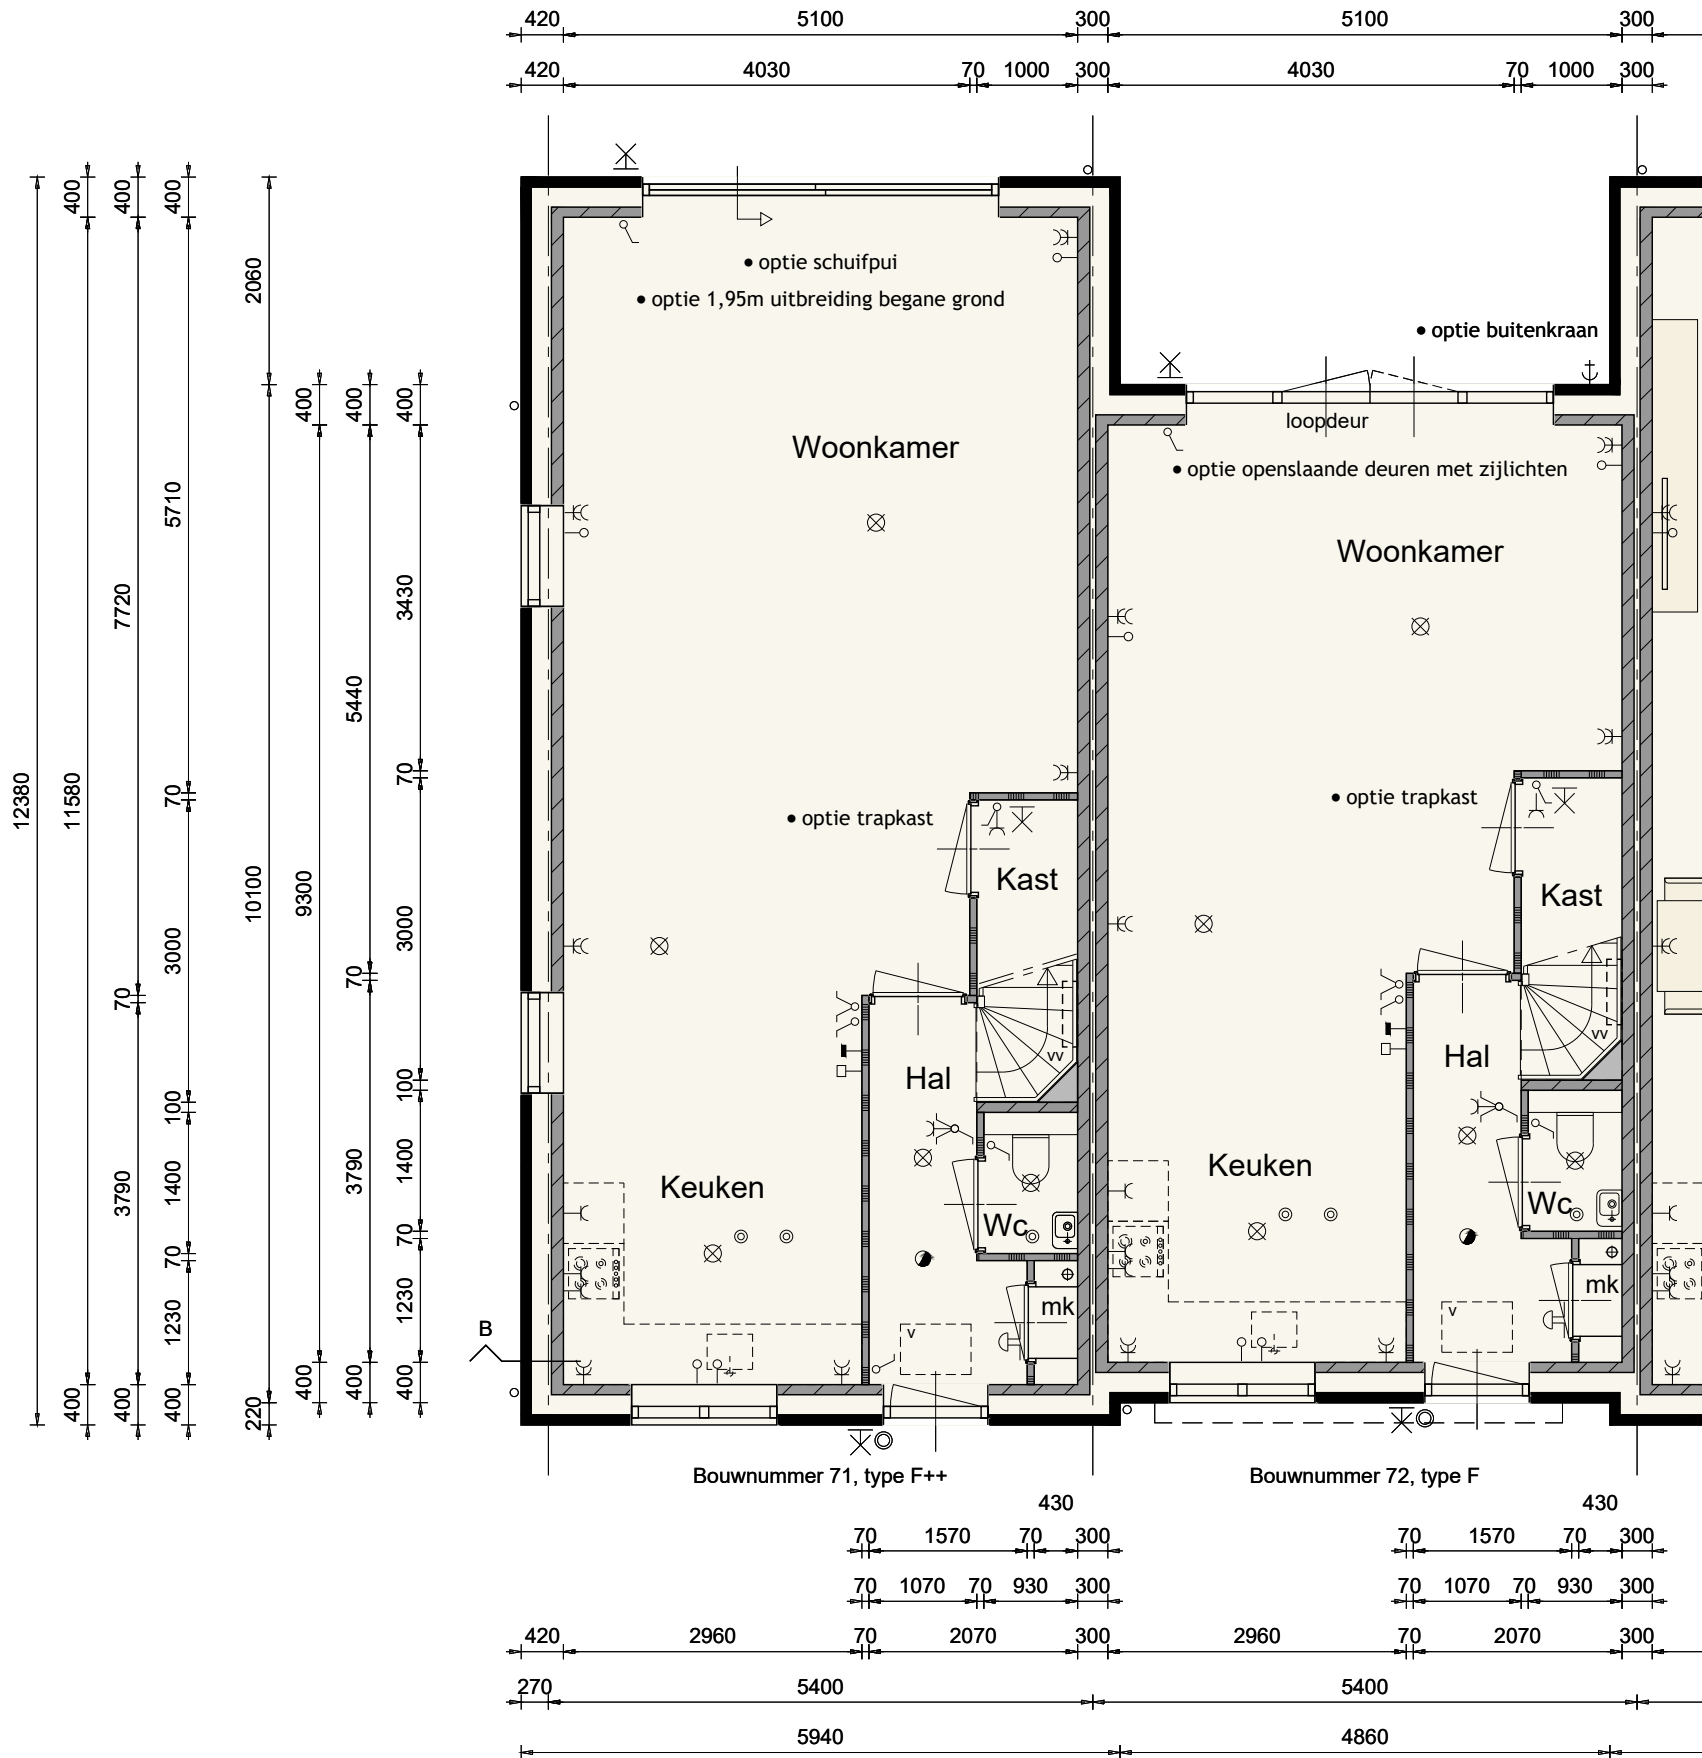 420 5100 300 5100 300
420 4030 70 1000 300 4030 70 1000 300
400 400 400
2060
400 400 400
12380
11580
7720
70
3790
400 400 400
5710
70
3000
100
1400
70
1230
10100
220
9300
400 400 400
5440
70
3790
3430
70
3000
100
1400
70
1230
• optie schuifpui
• optie 1,95m uitbreiding begane grond
Woonkamer
• optie trapkast
Kast
vv
Hal
Keuken
Wc
mk
v
B
• optie buitenkraan
loopdeur
• optie openslaande deuren met zijlichten
Woonkamer
• optie trapkast
Kast
vv
Hal
Keuken
Wc
mk
v
Bouwnummer 71, type F++ Bouwnummer 72, type F
430 430
70 1570 70 300 70 1570 70 300
70 1070 70 930 300 70 1070 70 930 300
420 2960 70 2070 300 2960 70 2070 300
270 5400 5400
5940 4860